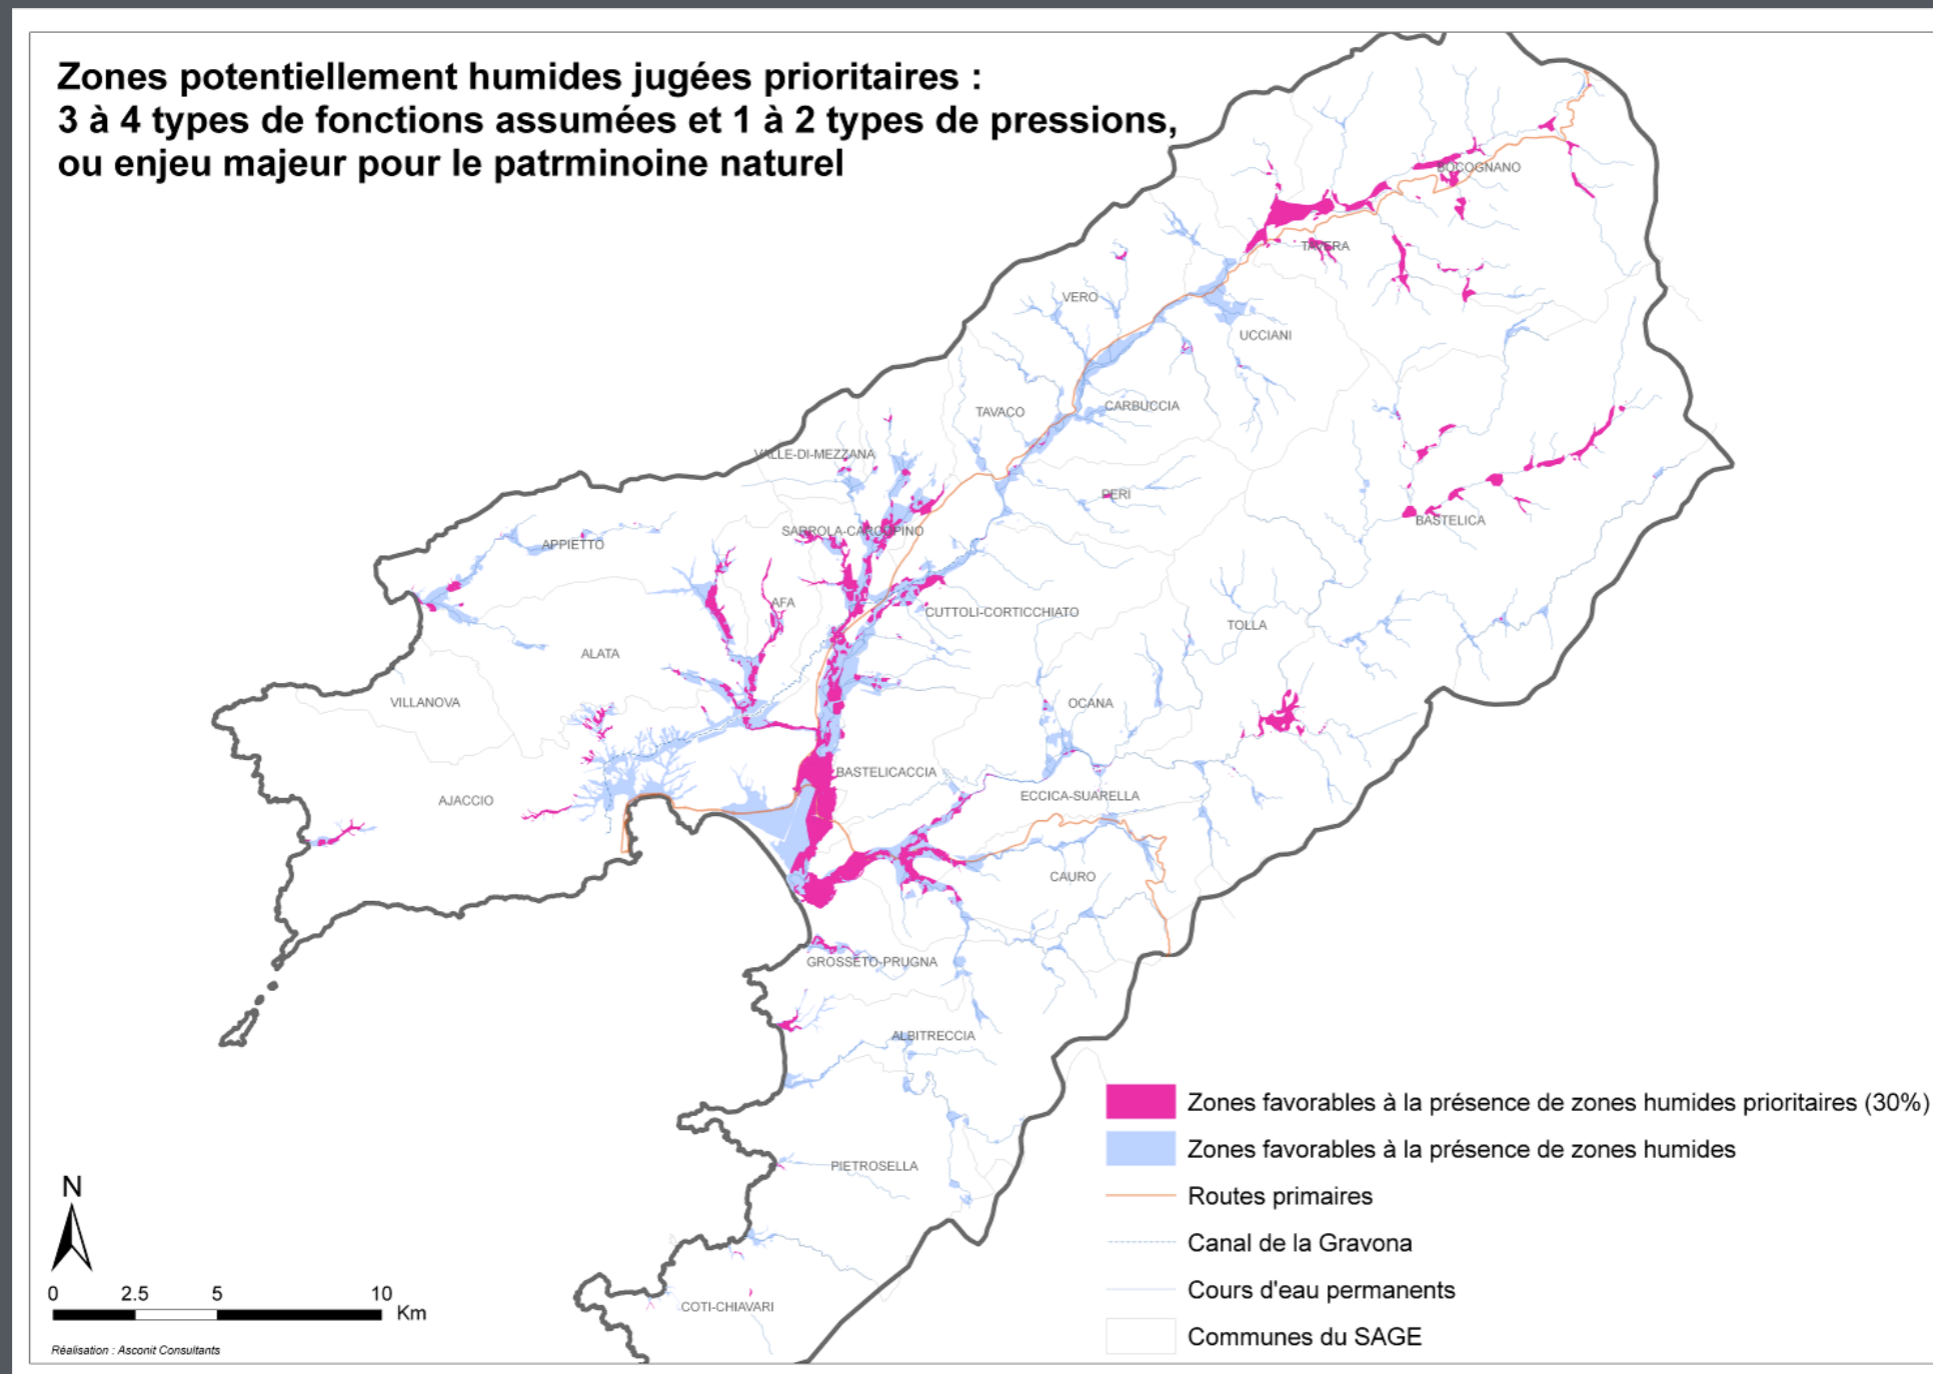 Zones potentiellement humides jugées prioritaires :
3 à 4 types de fonctions assumées et 1 à 2 types de pressions,
ou enjeu majeur pour le patrminoine naturel
BOCOGNANO
TAVERA
VERO
UCCIANI
TAVACO
CARBUCCIA
VALLE-DI-MEZZANA
PERI
SARROLA-CARCOPINO
BASTELICA
APPIETTO
AFA
CUTTOLI-CORTICCHIATO
TOLLA
ALATA
VILLANOVA
OCANA
BASTELICACCIA
AJACCIO
ECCICA-SUARELLA
CAURO
GROSSETO-PRUGNA
ALBITRECCIA
PIETROSELLA
COTI-CHIAVARI
Zones favorables à la présence de zones humides prioritaires (30%)
Zones favorables à la présence de zones humides
Routes primaires
Canal de la Gravona
Cours d'eau permanents
Communes du SAGE
N
0 2.5 5 10
Km
Réalisation : Asconit Consultants